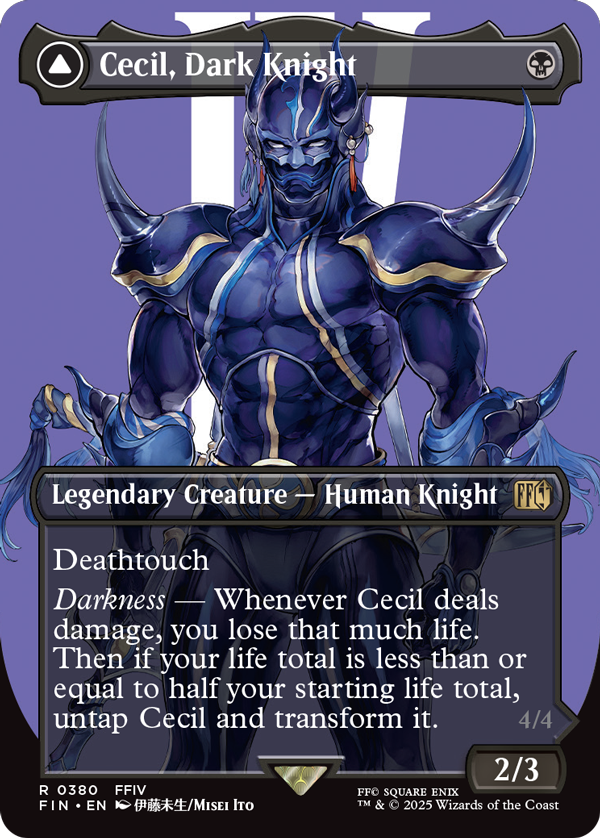 IV
Cecil, Dark Knight
Legendary Creature — Human Knight
Deathtouch
Darkness — Whenever Cecil deals
damage, you lose that much life.
Then if your life total is less than or
equal to half your starting life total,
untap Cecil and transform it.
4/4
2/3
R 0380 FFIV
FIN • EN 伊藤未生/Misei Ito
FF© SQUARE ENIX
™ & © 2025 Wizards of the Coast